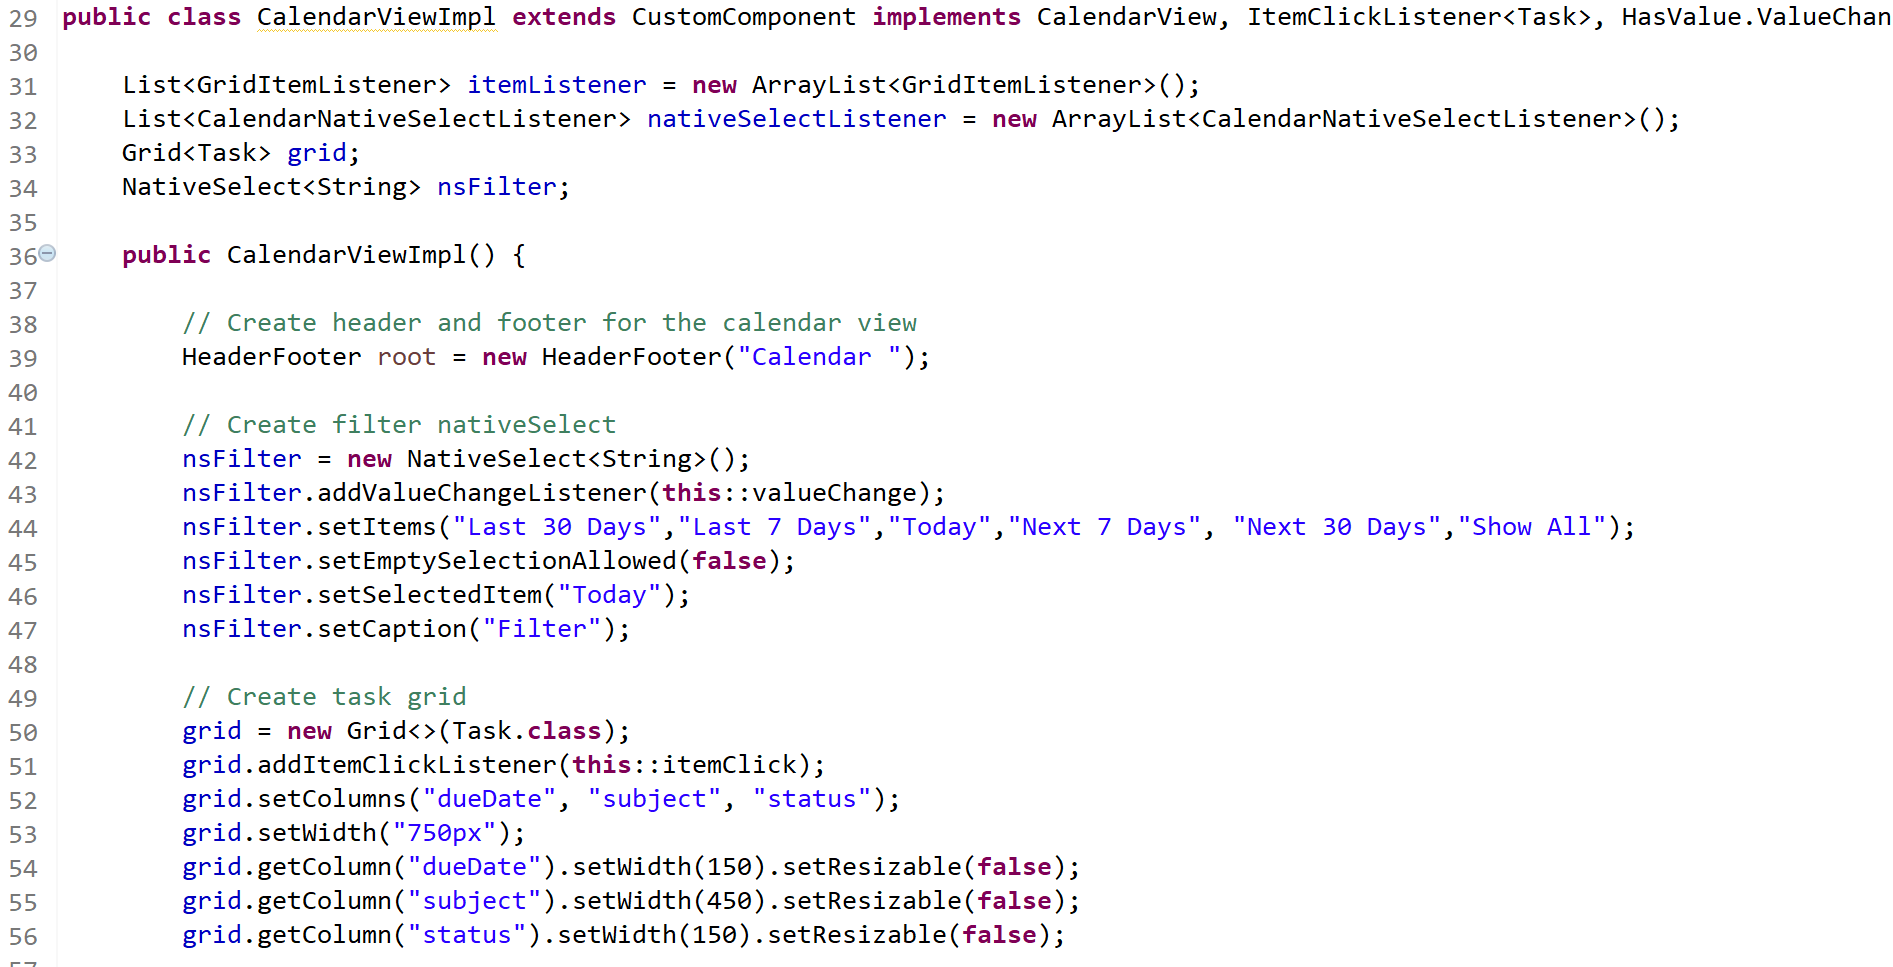 29 public class CalendarViewImpl extends CustomComponent implements CalendarView, ItemClickListener<Task>, HasValue.ValueChan
30
31     List<GridItemListener> itemListener = new ArrayList<GridItemListener>();
32     List<CalendarNativeSelectListener> nativeSelectListener = new ArrayList<CalendarNativeSelectListener>();
33     Grid<Task> grid;
34     NativeSelect<String> nsFilter;
35
36     public CalendarViewImpl() {
37
38         // Create header and footer for the calendar view
39         HeaderFooter root = new HeaderFooter("Calendar ");
40
41         // Create filter nativeSelect
42         nsFilter = new NativeSelect<String>();
43         nsFilter.addValueChangeListener(this::valueChange);
44         nsFilter.setItems("Last 30 Days","Last 7 Days","Today","Next 7 Days", "Next 30 Days","Show All");
45         nsFilter.setEmptySelectionAllowed(false);
46         nsFilter.setSelectedItem("Today");
47         nsFilter.setCaption("Filter");
48
49         // Create task grid
50         grid = new Grid<>(Task.class);
51         grid.addItemClickListener(this::itemClick);
52         grid.setColumns("dueDate", "subject", "status");
53         grid.setWidth("750px");
54         grid.getColumn("dueDate").setWidth(150).setResizable(false);
55         grid.getColumn("subject").setWidth(450).setResizable(false);
56         grid.getColumn("status").setWidth(150).setResizable(false);